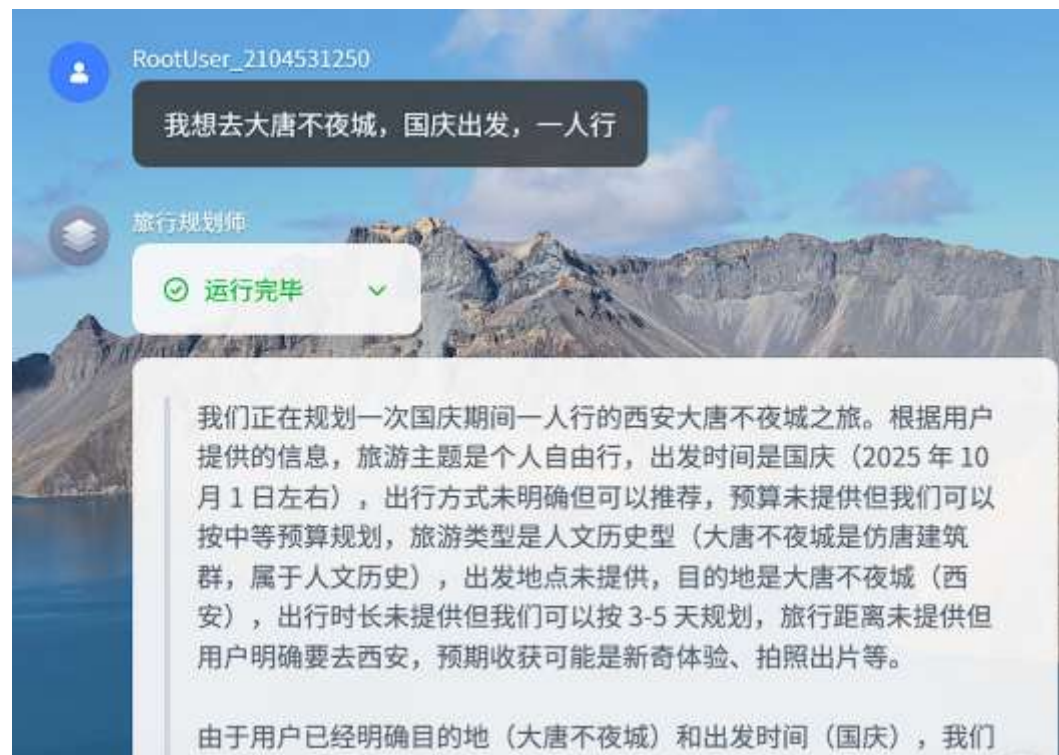 RootUser_2104531250
我想去大唐不夜城，国庆出发，一人行
旅行规划师
运行完毕
我们正在规划一次国庆期间一人行的西安大唐不夜城之旅。根据用户
提供的信息，旅游主题是个人自由行，出发时间是国庆（2025 年 10
月 1 日左右），出行方式未明确但可以推荐，预算未提供但我们可以
按中等预算规划，旅游类型是人文历史型（大唐不夜城是仿唐建筑
群，属于人文历史），出发地点未提供，目的地是大唐不夜城（西
安），出行时长未提供但我们可以按 3-5 天规划，旅行距离未提供但
用户明确要去西安，预期收获可能是新奇体验、拍照出片等。
由于用户已经明确目的地（大唐不夜城）和出发时间（国庆），我们